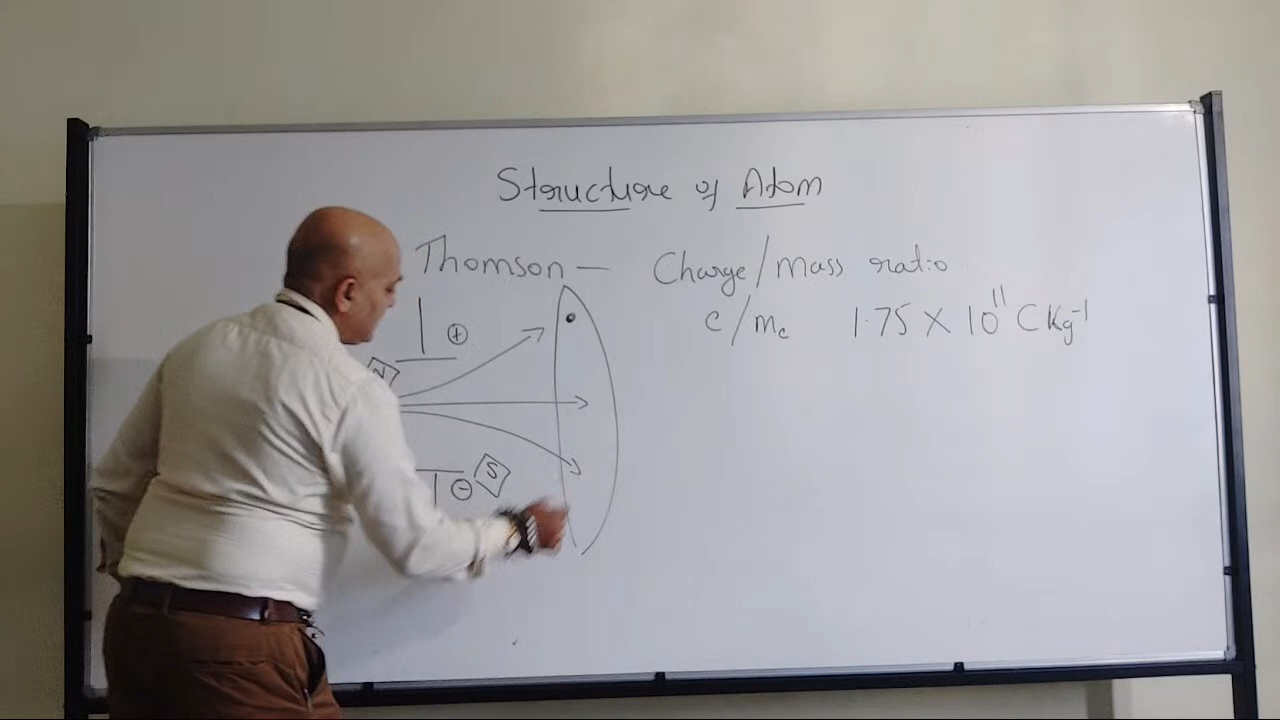 Structure of Atom
Thomson — Charge/mass ratio
e/me 1.75 X 10¹¹ C Kg⁻¹
+
N
S
−